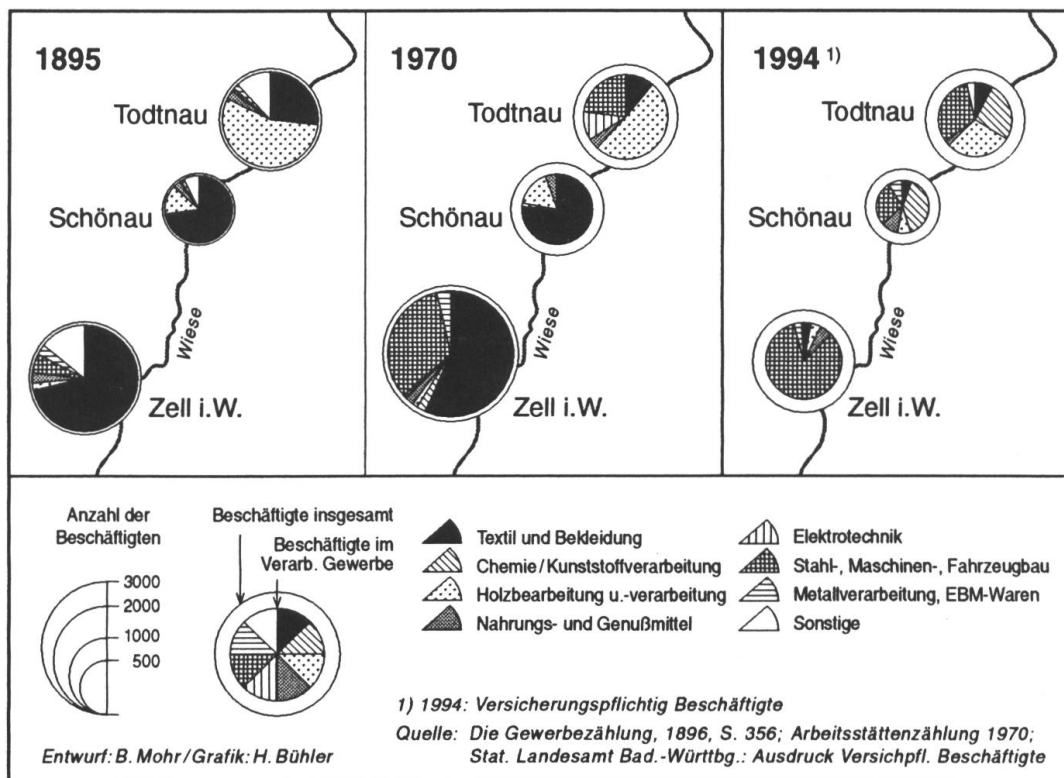 1895
Todtnau
Schönau
Wiese
Zell i.W.
1970
Todtnau
Schönau
Wiese
Zell i.W.
1994 1)
Todtnau
Schönau
Wiese
Zell i.W.
Anzahl der
Beschäftigten
3000
2000
1000
500
Beschäftigte insgesamt
Beschäftigte im
Verarb. Gewerbe
Textil und Bekleidung
Chemie/Kunststoffverarbeitung
Holzbearbeitung u.-verarbeitung
Nahrungs- und Genußmittel
Elektrotechnik
Stahl-, Maschinen-, Fahrzeugbau
Metallverarbeitung, EBM-Waren
Sonstige
1) 1994: Versicherungspflichtig Beschäftigte
Quelle: Die Gewerbezählung, 1896, S. 356; Arbeitsstättenzählung 1970;
Stat. Landesamt Bad.-Württbg.: Ausdruck Versichpfl. Beschäftigte
Entwurf: B. Mohr/Grafik: H. Bühler